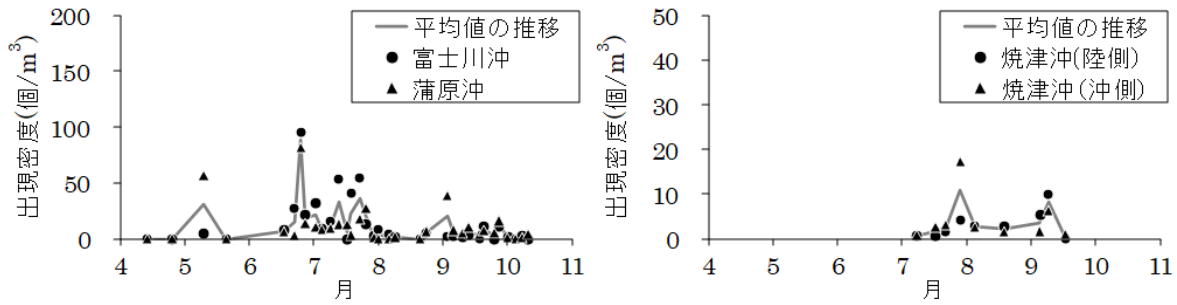 出現密度(個/m³)
200
150
100
50
0
4 5 6 7 8 9 10 11
月
平均値の推移
富士川沖
蒲原沖
出現密度(個/m³)
50
40
30
20
10
0
4 5 6 7 8 9 10 11
月
平均値の推移
焼津沖(陸側)
焼津沖(沖側)